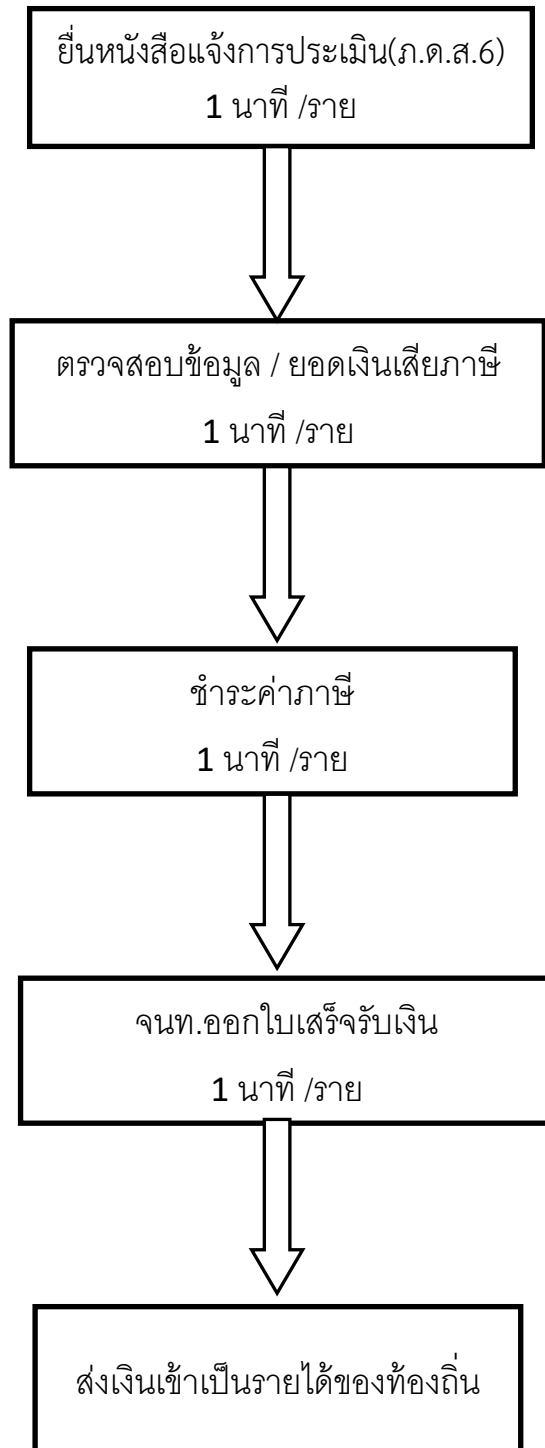 ยื่นหนังสือแจ้งการประเมิน(ภ.ด.ส.6)
1 นาที /ราย
ตรวจสอบข้อมูล / ยอดเงินเสียภาษี
1 นาที /ราย
ชำระค่าภาษี
1 นาที /ราย
จนท.ออกใบเสร็จรับเงิน
1 นาที /ราย
ส่งเงินเข้าเป็นรายได้ของท้องถิ่น